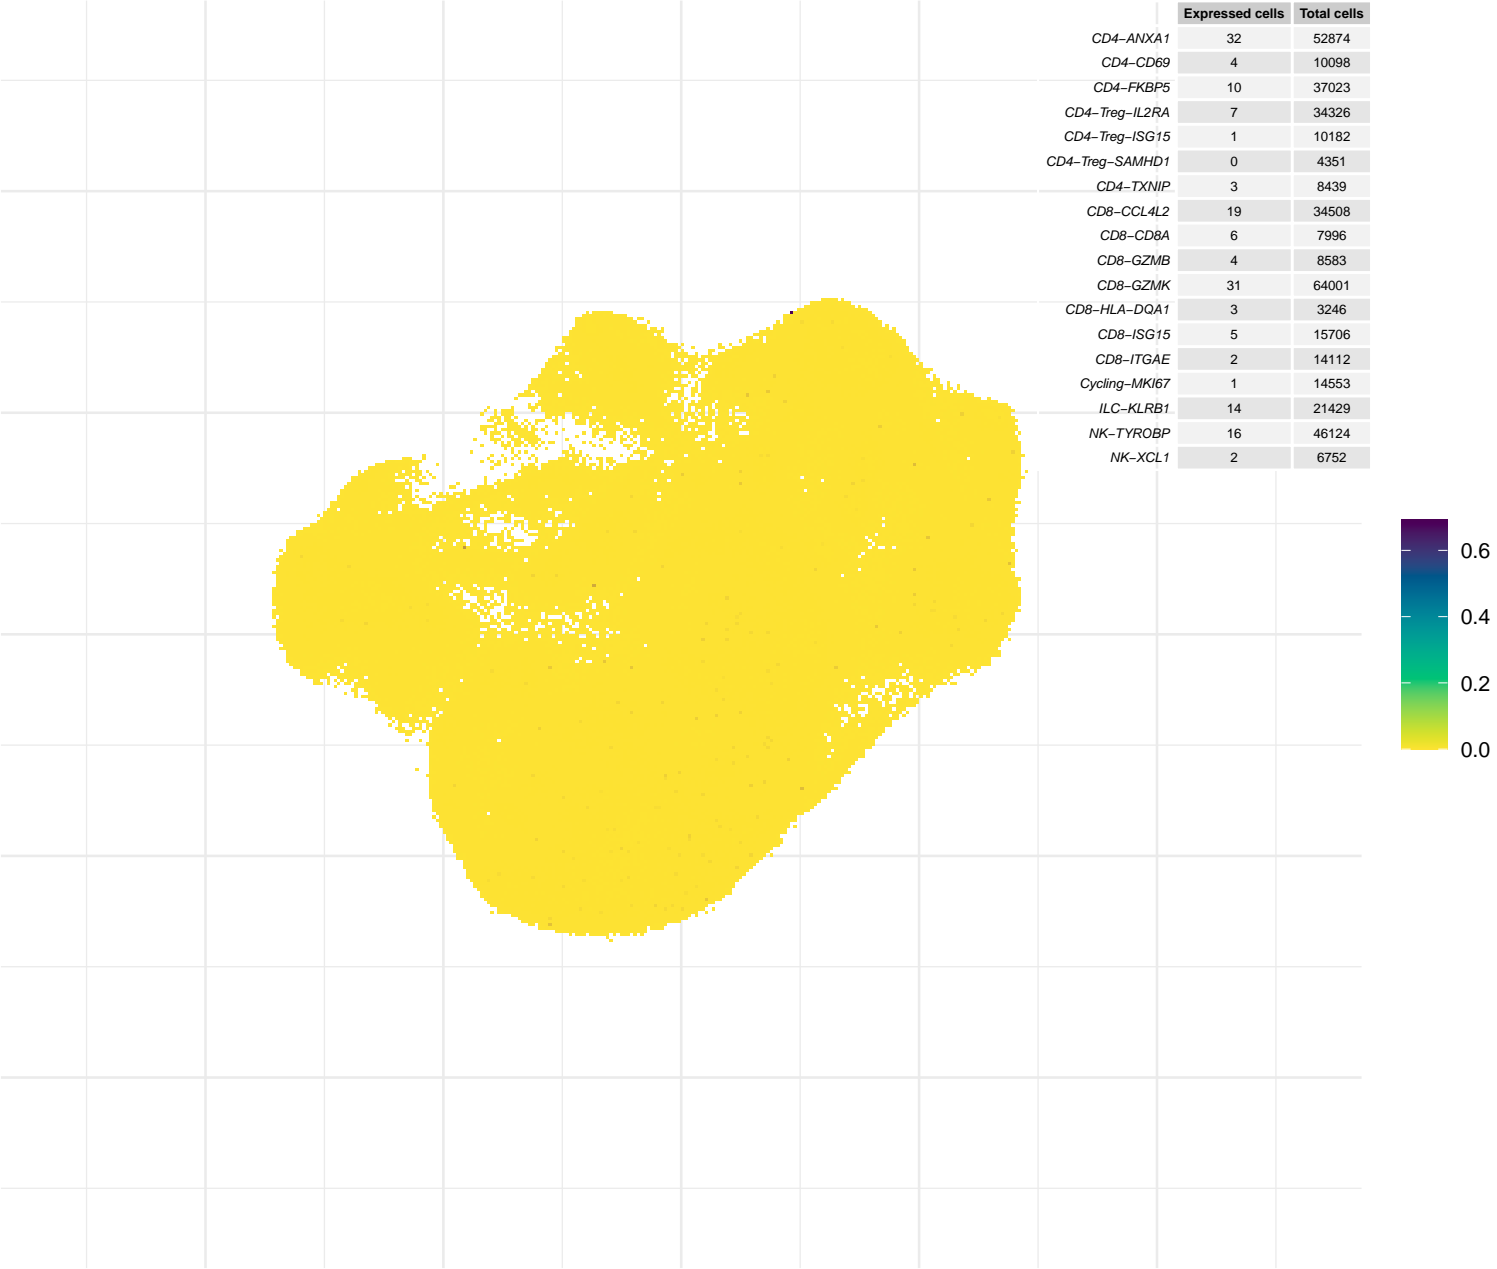 Expressed cells Total cells
CD4−ANXA1 32 52874
CD4−CD69 4 10098
CD4−FKBP5 10 37023
CD4−Treg−IL2RA 7 34326
CD4−Treg−ISG15 1 10182
CD4−Treg−SAMHD1 0 4351
CD4−TXNIP 3 8439
CD8−CCL4L2 19 34508
CD8−CD8A 6 7996
CD8−GZMB 4 8583
CD8−GZMK 31 64001
CD8−HLA−DQA1 3 3246
CD8−ISG15 5 15706
CD8−ITGAE 2 14112
Cycling−MKI67 1 14553
ILC−KLRB1 14 21429
NK−TYROBP 16 46124
NK−XCL1 2 6752
0.6
0.4
0.2
0.0